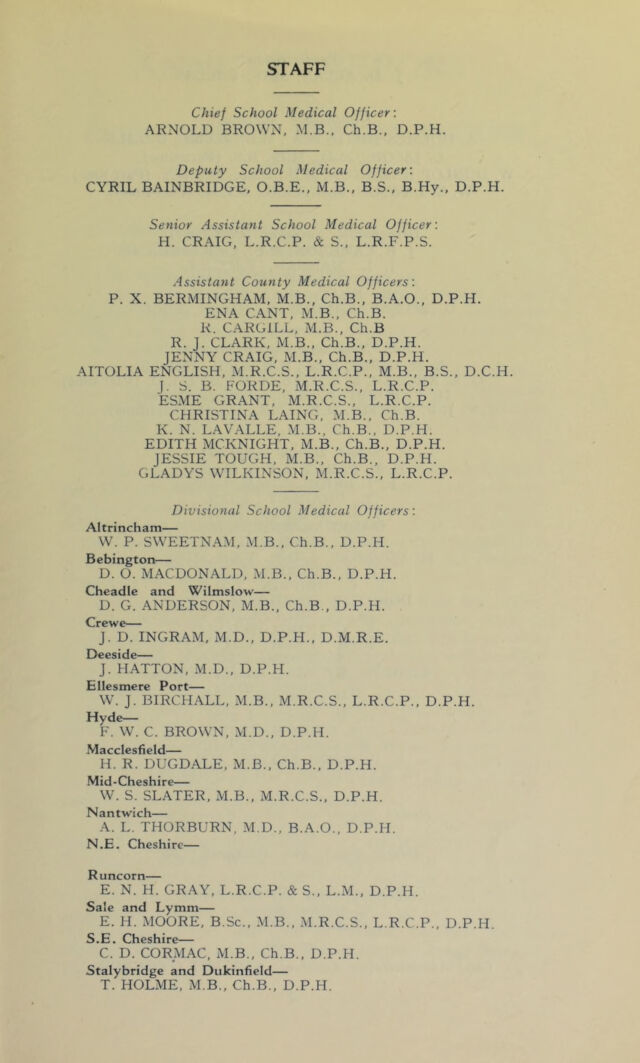 STAFF
Chief School Medical Officer:
ARNOLD BROWN, M.B., Ch.B., D.P.H.
Deputy School Medical Officer:
CYRIL BAINBRIDGE, O.B.E., M.B., B.S., B.Hy., D.P.H.
Senior Assistant School Medical Officer:
H. CRAIG, L.R.C.P. & S., L.R.F.P.S.
Assistant County Medical Officers:
P. X. BERMINGHAM, M.B., Ch.B., B.A.O., D.P.H.
ENA CANT, M.B., Ch.B.
R. CARGILL, M.B., Ch.B
R. J. CLARK, M.B., Ch.B., D.P.H.
JENNY CRAIG, M.B., Ch.B., D.P.H.
AITOLIA ENGLISH, M.R.C.S., L.R.C.P., M.B., B.S., D.C.H.
J. S. B. FORDE, M.R.C.S., L.R.C.P.
ESME GRANT, M.R.C.S., L.R.C.P.
CHRISTINA LAING, M.B., Ch.B.
K. N. LAVALLE, M.B., Ch.B., D.P.H.
EDITH MCKNIGHT, M.B., Ch.B., D.P.H.
JESSIE TOUGH, M.B., Ch.B., D.P.H.
GLADYS WILKINSON, M.R.C.S., L.R.C.P.
Divisional School Medical Officers:
Altrincham—
W. P. SWEETNAM, M.B., Ch.B., D.P.H.
Bebington—
D. O. MACDONALD, M.B., Ch.B., D.P.H.
Cheadle and Wilmslow—
D. G. ANDERSON, M.B., Ch.B., D.P.H.
Crewe—
J. D. INGRAM, M.D., D.P.H., D.M.R.E.
Deeside—
J. HATTON, M.D., D.P.H.
Ellesmere Port—
W. J. BIRCHALL, M.B., M.R.C.S., L.R.C.P., D.P.H.
Hyde—
F. W. C. BROWN, M.D., D.P.H.
Macclesfield—
H. R. DUGDALE, M.B., Ch.B., D.P.H.
Mid-Cheshire—
W. S. SLATER, M.B., M.R.C.S., D.P.H.
Nantwich—
A. L. THORBURN, M.D., B.A.O., D.P.H.
N.E. Cheshire—
Runcorn—
E. N. H. GRAY, L.R.C.P. & S., L.M., D.P.H.
Sale and Lymm—
E. H. MOORE, B.Sc., M.B., M.R.C.S., L.R.C.P., D.P.H.
S.E. Cheshire—
C. D. CORMAC, M.B., Ch.B., D.P.H.
Stalybridge and Dukinfield—
T. HOLME, M.B., Ch.B., D.P.H.